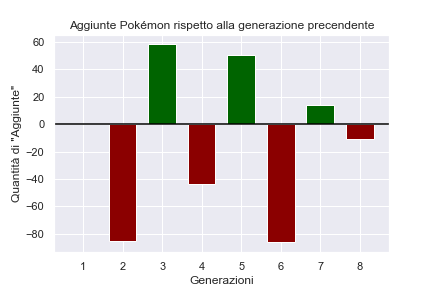 Aggiunte Pokémon rispetto alla generazione precendente
Quantità di "Aggiunte"
60
40
20
0
−20
−40
−60
−80
1 2 3 4 5 6 7 8
Generazioni